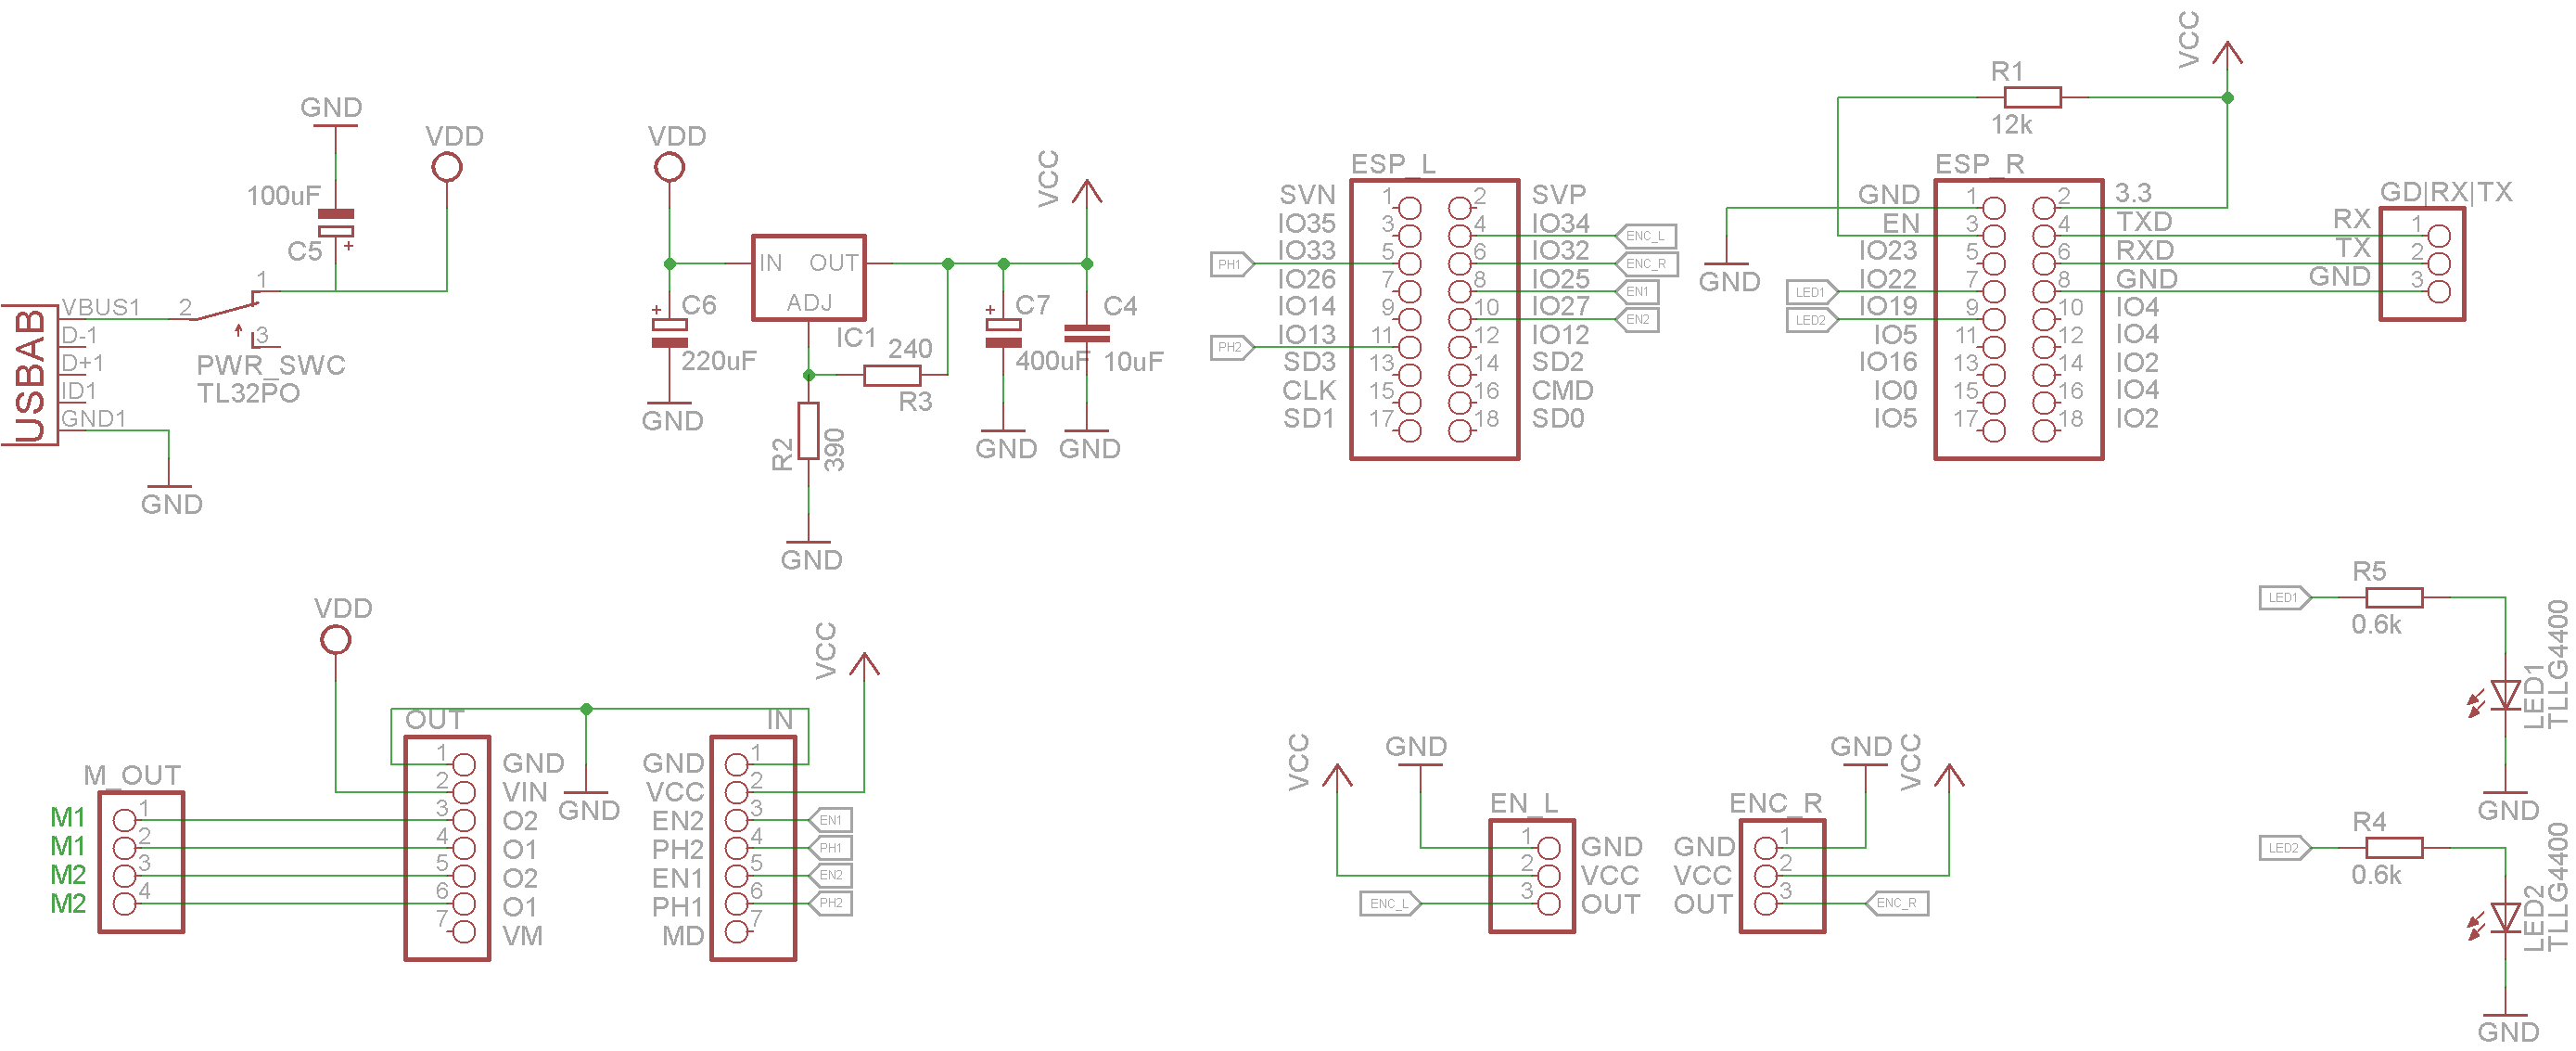 GND
100uF
C5
VDD
USBAB
VBUS1
D-1
D+1
ID1
GND1
2
1
3
PWR_SWC
TL32PO
GND
VDD
C6
220uF
GND
IN
OUT
ADJ
IC1
240
R3
R2
390
GND
C7
400uF
GND
VCC
C4
10uF
GND
ESP_L
SVN 1 2 SVP
IO35 3 4 IO34 ENC_L
PH1 IO33 5 6 IO32 ENC_R
IO26 7 8 IO25 EN1
IO14 9 10 IO27 EN2
PH2 IO13 11 12 IO12
SD3 13 14 SD2
CLK 15 16 CMD
SD1 17 18 SD0
VCC
R1
12k
ESP_R
GND 1 2 3.3
EN 3 4 TXD
IO23 5 6 RXD
LED1 IO22 7 8 GND
LED2 IO19 9 10 IO4
IO5 11 12 IO4
IO16 13 14 IO2
IO0 15 16 IO4
IO5 17 18 IO2
GND
GD|RX|TX
RX 1
TX 2
GND 3
VDD
M_OUT
M1 1
M1 2
M2 3
M2 4
OUT
1 GND
2 VIN
3 O2
4 O1
5 O2
6 O1
7 VM
GND
VCC
IN
GND 1
VCC 2
EN2 3 EN1
PH2 4 PH1
EN1 5 EN2
PH1 6 PH2
MD 7
VCC
GND
EN_L
1 GND
2 VCC
ENC_L 3 OUT
GND
VCC
ENC_R
GND 1
VCC 2
OUT 3 ENC_R
LED1
R5
0.6k
LED1
TLLG4400
GND
LED2
R4
0.6k
LED2
TLLG4400
GND